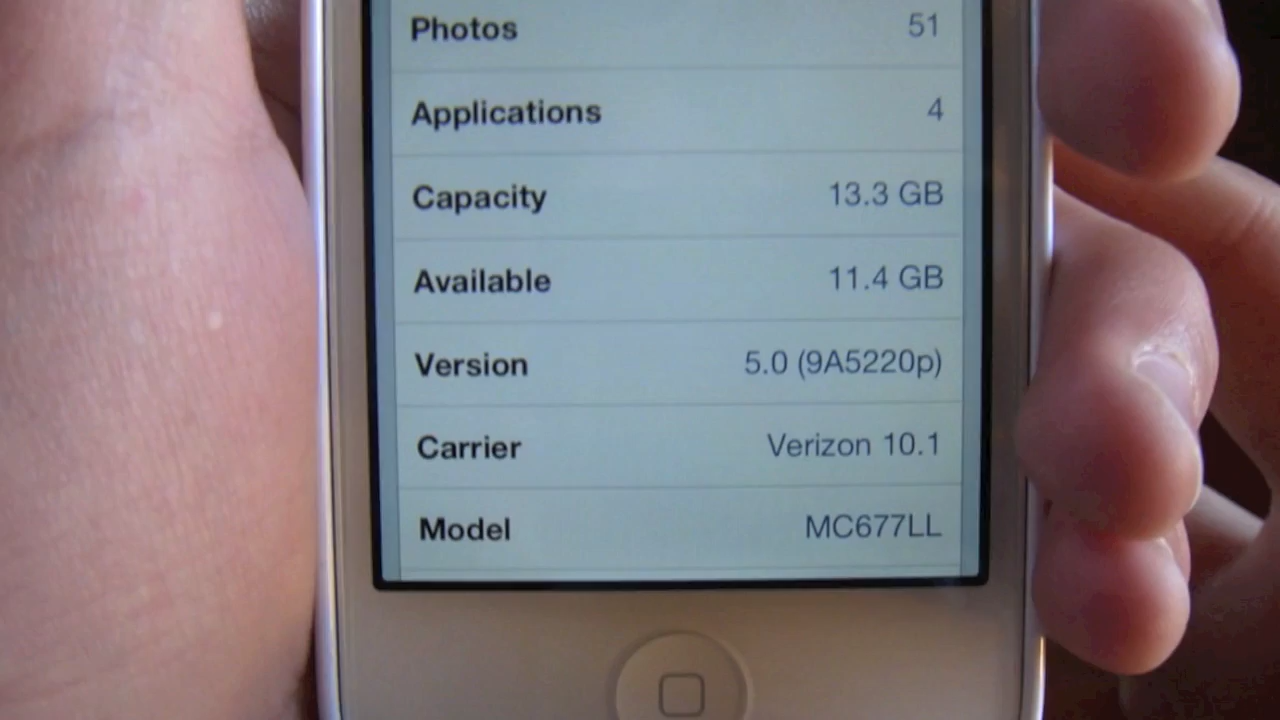 Photos 51
Applications 4
Capacity 13.3 GB
Available 11.4 GB
Version 5.0 (9A5220p)
Carrier Verizon 10.1
Model MC677LL